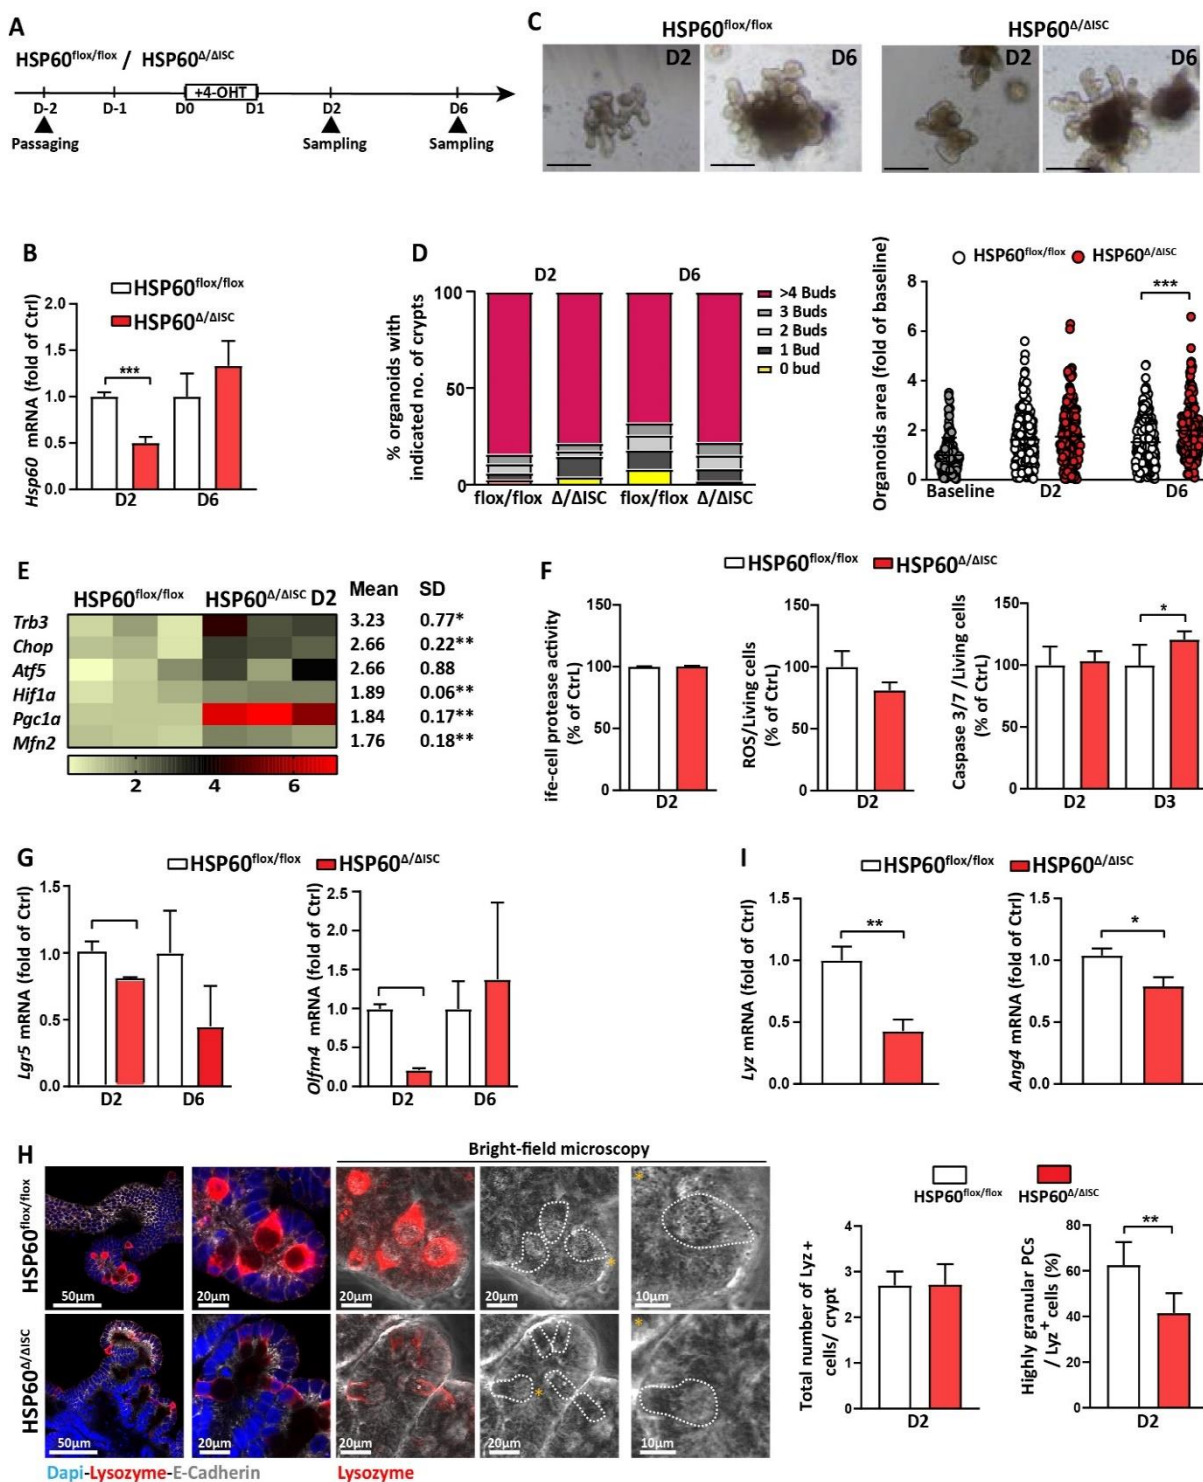 A
HSP60flox/flox / HSP60Δ/ΔISC
+4-OHT
D-2 D-1 D0 D1 D2 D6
Passaging Sampling Sampling
C
HSP60flox/flox HSP60Δ/ΔISC
D2 D6 D2 D6
B
HSP60flox/flox
HSP60Δ/ΔISC
Hsp60 mRNA (fold of Ctrl)
2.0
1.5
1.0
0.5
0.0
***
D2 D6
D
D2 D6
% organoids with
indicated no. of crypts
100
50
0
>4 Buds
3 Buds
2 Buds
1 Bud
0 bud
flox/flox Δ/ΔISC flox/flox Δ/ΔISC
HSP60flox/flox HSP60Δ/ΔISC
Organoids area (fold of baseline)
8
6
4
2
0
***
Baseline D2 D6
E
HSP60flox/flox HSP60Δ/ΔISC D2 Mean SD
Trb3 3.23 0.77*
Chop 2.66 0.22**
Atf5 2.66 0.88
Hif1a 1.89 0.06**
Pgc1a 1.84 0.17**
Mfn2 1.76 0.18**
2 4 6
F
HSP60flox/flox HSP60Δ/ΔISC
ife-cell protease activity
(% of CtrL)
150
100
50
0
D2
ROS/Living cells
(% of CtrL)
150
100
50
0
D2
Caspase 3/7 /Living cells
(% of CtrL)
150
100
50
0
*
D2 D3
G
HSP60flox/flox HSP60Δ/ΔISC
Lgr5 mRNA (fold of Ctrl)
1.5
1.0
0.5
0.0
D2 D6
Olfm4 mRNA (fold of Ctrl)
2.5
2.0
1.5
1.0
0.5
0.0
D2 D6
I
HSP60flox/flox HSP60Δ/ΔISC
Lyz mRNA (fold of Ctrl)
1.5
1.0
0.5
0.0
**
D2
Ang4 mRNA (fold of Ctrl)
1.5
1.0
0.5
0.0
*
D2
H
Bright-field microscopy
HSP60flox/flox
50µm 20µm 20µm 20µm 10µm
* *
HSP60Δ/ΔISC
50µm 20µm 20µm 20µm 10µm
* *
Dapi-Lysozyme-E-Cadherin Lysozyme
HSP60flox/flox HSP60Δ/ΔISC
Total number of Lyz+
cells/ crypt
4
3
2
1
0
D2
Highly granular PCs
/ Lyz+ cells (%)
80
60
40
20
0
**
D2